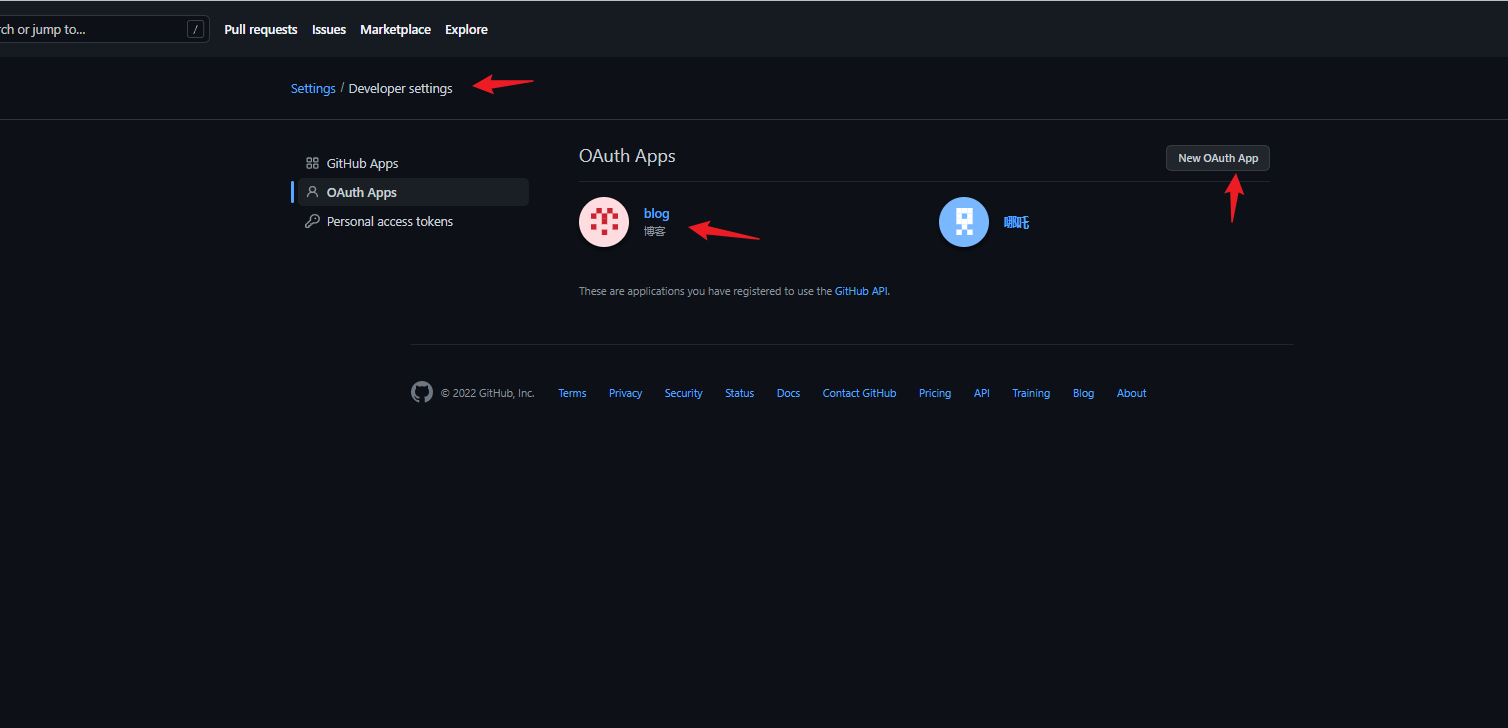 ch or jump to... /
Pull requests Issues Marketplace Explore
Settings / Developer settings
GitHub Apps
OAuth Apps
Personal access tokens
OAuth Apps
New OAuth App
blog
博客
哪吒
These are applications you have registered to use the GitHub API.
© 2022 GitHub, Inc. Terms Privacy Security Status Docs Contact GitHub Pricing API Training Blog About